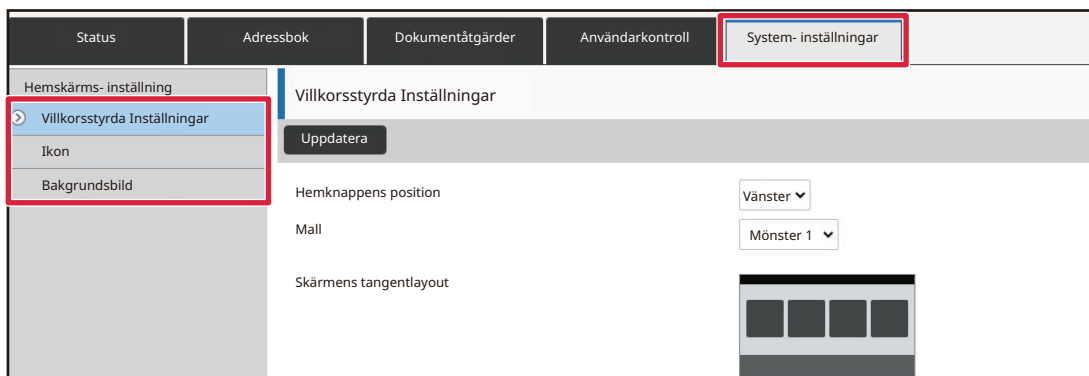 Status
Adressbok
Dokumentåtgärder
Användarkontroll
System- inställningar
Hemskärms- inställning
Villkorsstyrda Inställningar
Ikon
Bakgrundsbild
Villkorsstyrda Inställningar
Uppdatera
Hemknappens position
Vänster
Mall
Mönster 1
Skärmens tangentlayout